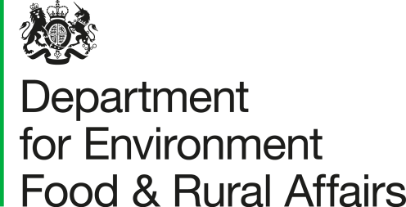 Department
for Environment
Food & Rural Affairs